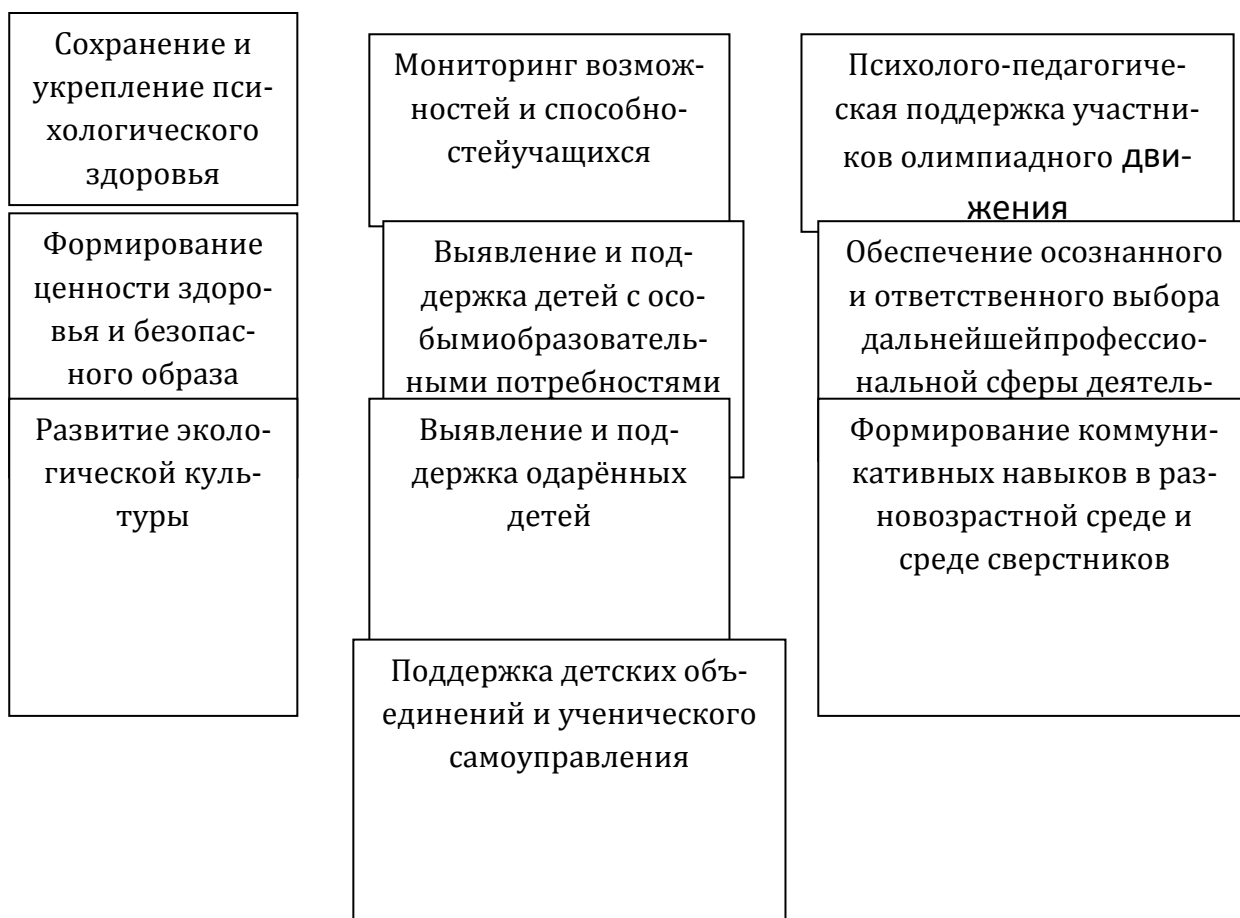 Сохранение и
укрепление пси-
хологического
здоровья
Формирование
ценности здоро-
вья и безопас-
ного образа
Развитие эколо-
гической куль-
туры
Мониторинг возмож-
ностей и способно-
стейучащихся
Выявление и под-
держка детей с осо-
быми​образователь-
ными потребностями
Выявление и под-
держка одарённых
детей
Поддержка детских объ-
единений и ученического
самоуправления
Психолого-педагогиче-
ская поддержка участни-
ков олимпиадного дви-
жения
Обеспечение осознанного
и ответственного выбора
дальнейшейпрофессио-
нальной сферы деятель-
Формирование коммуни-
кативных навыков в раз-
новозрастной среде и
среде сверстников